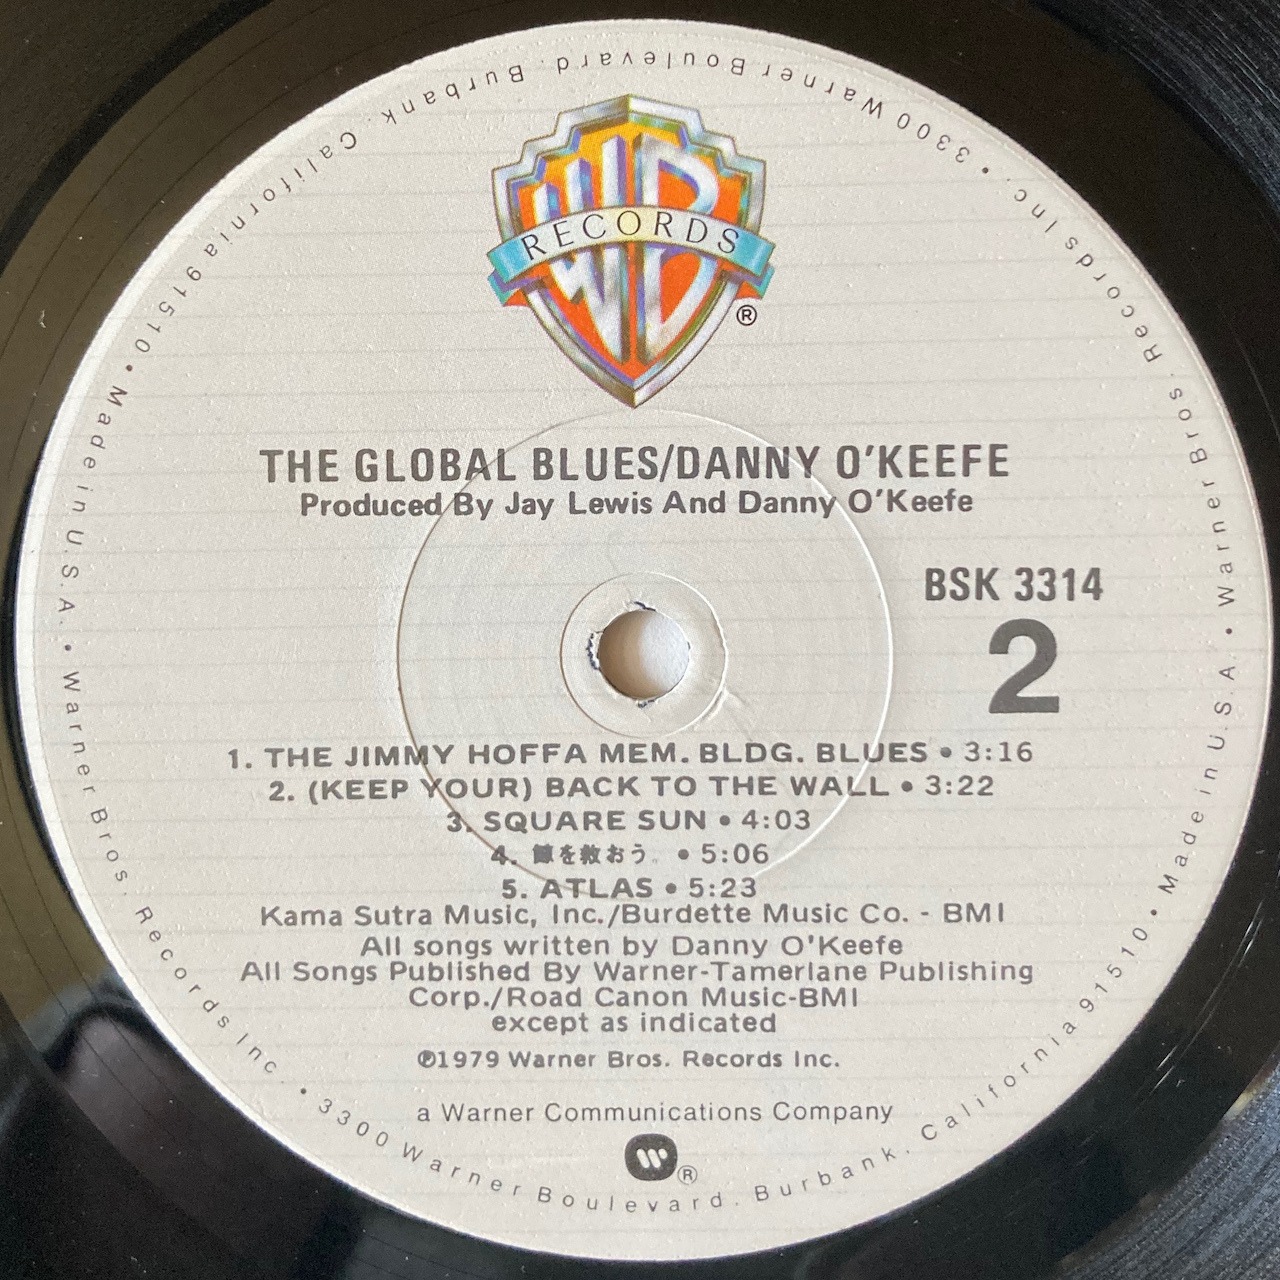 RECORDS
®
THE GLOBAL BLUES/DANNY O'KEEFE
Produced By Jay Lewis And Danny O'Keefe
BSK 3314
2
1. THE JIMMY HOFFA MEM. BLDG. BLUES • 3:16
2. (KEEP YOUR) BACK TO THE WALL • 3:22
3. SQUARE SUN • 4:03
4. 鯨を救おう。 • 5:06
5. ATLAS • 5:23
Kama Sutra Music, Inc./Burdette Music Co. - BMI
All songs written by Danny O'Keefe
All Songs Published By Warner-Tamerlane Publishing
Corp./Road Canon Music-BMI
except as indicated
℗1979 Warner Bros. Records Inc.
a Warner Communications Company
®
Warner Bros. Records Inc. • 3300 Warner Boulevard. Burbank. California 91510 • Made in U.S.A. • Warner Bros. Records Inc. • 3300 Warner Boulevard. Burbank. California 91510 • Made in U.S.A. •